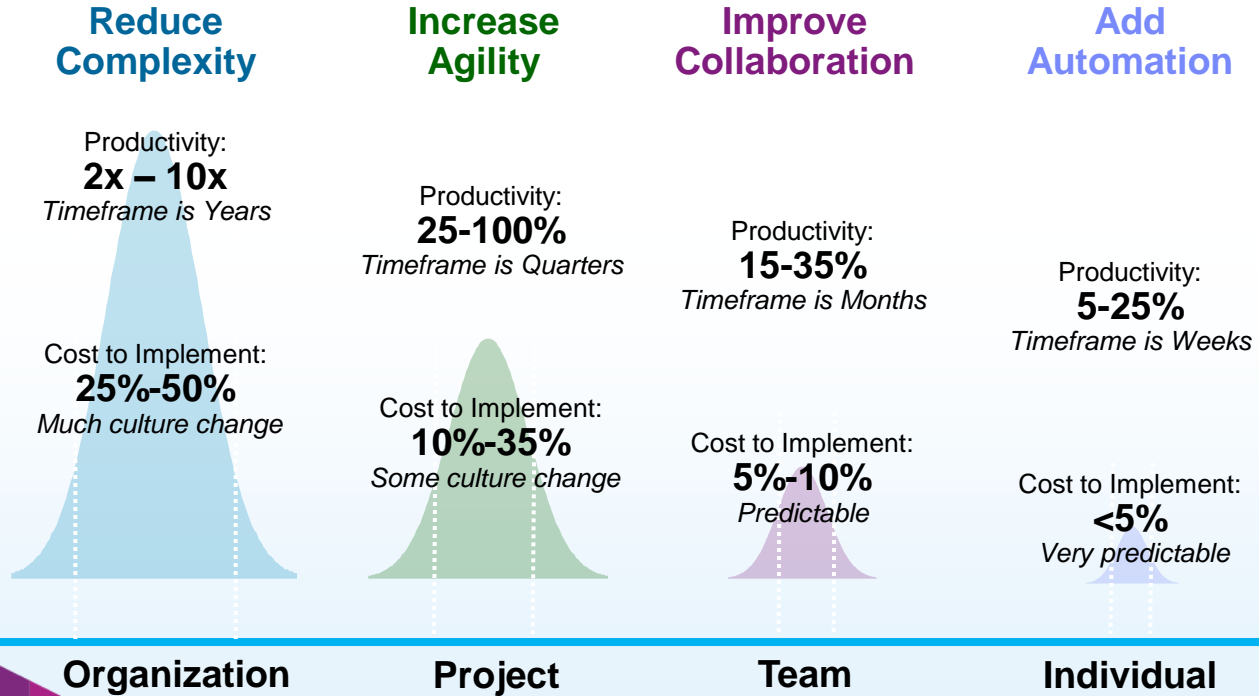 Reduce
Complexity
Productivity:
2x – 10x
Timeframe is Years
Cost to Implement:
25%-50%
Much culture change
Organization
Increase
Agility
Productivity:
25-100%
Timeframe is Quarters
Cost to Implement:
10%-35%
Some culture change
Project
Improve
Collaboration
Productivity:
15-35%
Timeframe is Months
Cost to Implement:
5%-10%
Predictable
Team
Add
Automation
Productivity:
5-25%
Timeframe is Weeks
Cost to Implement:
<5%
Very predictable
Individual